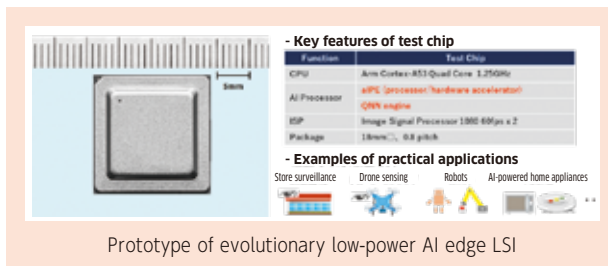 - Key features of test chip
Function Test Chip
CPU Arm Cortex-A53 Quad Core 1.25GHz
AI Processor aIPE (processor/hardware accelerator)
QNN engine
ISP Image Signal Processor 1080 60fps x 2
Package 18mm□, 0.8 pitch
5mm
- Examples of practical applications
Store surveillance Drone sensing Robots AI-powered home appliances
Prototype of evolutionary low-power AI edge LSI